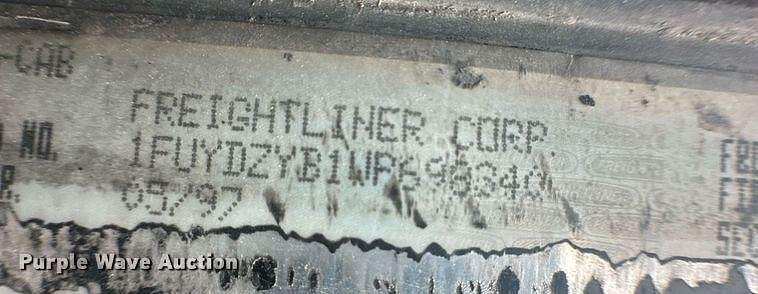 -CAB
FREIGHTLINER CORP.
NO. 1FUYDZYB1WP
05/97
Purple Wave Auction